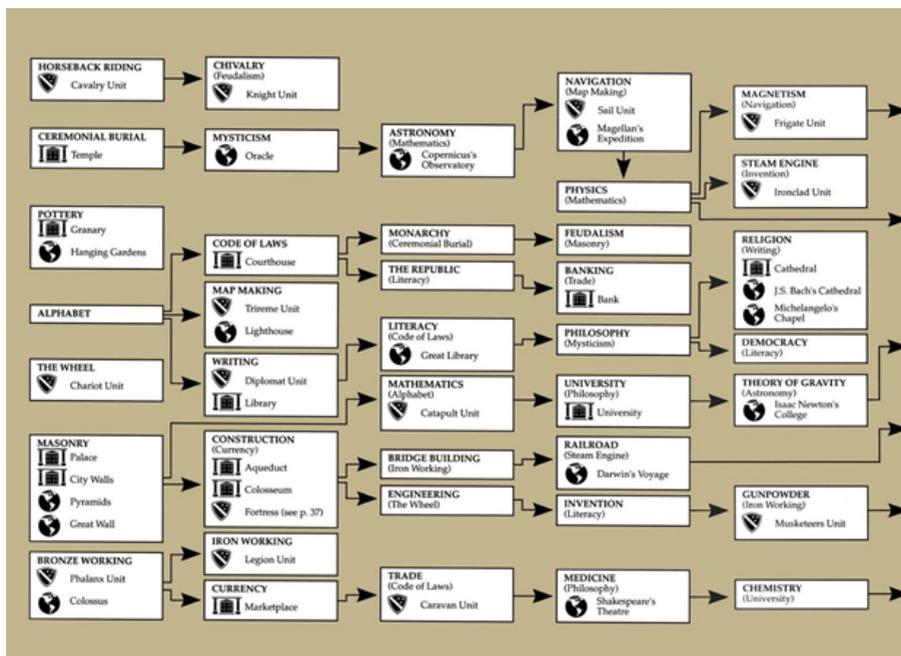 HORSEBACK RIDING
Cavalry Unit
CEREMONIAL BURIAL
Temple
POTTERY
Granary
Hanging Gardens
ALPHABET
THE WHEEL
Chariot Unit
MASONRY
Palace
City Walls
Pyramids
Great Wall
BRONZE WORKING
Phalanx Unit
Colossus
CHIVALRY
(Feudalism)
Knight Unit
MYSTICISM
Oracle
CODE OF LAWS
Courthouse
MAP MAKING
Trireme Unit
Lighthouse
WRITING
Diplomat Unit
Library
CONSTRUCTION
(Currency)
Aqueduct
Colosseum
Fortress (see p. 37)
IRON WORKING
Legion Unit
CURRENCY
Marketplace
ASTRONOMY
(Mathematics)
Copernicus's
Observatory
MONARCHY
(Ceremonial Burial)
THE REPUBLIC
(Literacy)
LITERACY
(Code of Laws)
Great Library
MATHEMATICS
(Alphabet)
Catapult Unit
BRIDGE BUILDING
(Iron Working)
ENGINEERING
(The Wheel)
TRADE
(Code of Laws)
Caravan Unit
NAVIGATION
(Map Making)
Sail Unit
Magellan's
Expedition
PHYSICS
(Mathematics)
FEUDALISM
(Masonry)
BANKING
(Trade)
Bank
PHILOSOPHY
(Mysticism)
UNIVERSITY
(Philosophy)
University
RAILROAD
(Steam Engine)
Darwin's Voyage
INVENTION
(Literacy)
MEDICINE
(Philosophy)
Shakespeare's
Theatre
MAGNETISM
(Navigation)
Frigate Unit
STEAM ENGINE
(Invention)
Ironclad Unit
RELIGION
(Writing)
Cathedral
J.S. Bach's Cathedral
Michelangelo's
Chapel
DEMOCRACY
(Literacy)
THEORY OF GRAVITY
(Astronomy)
Isaac Newton's
College
GUNPOWDER
(Iron Working)
Musketeers Unit
CHEMISTRY
(University)